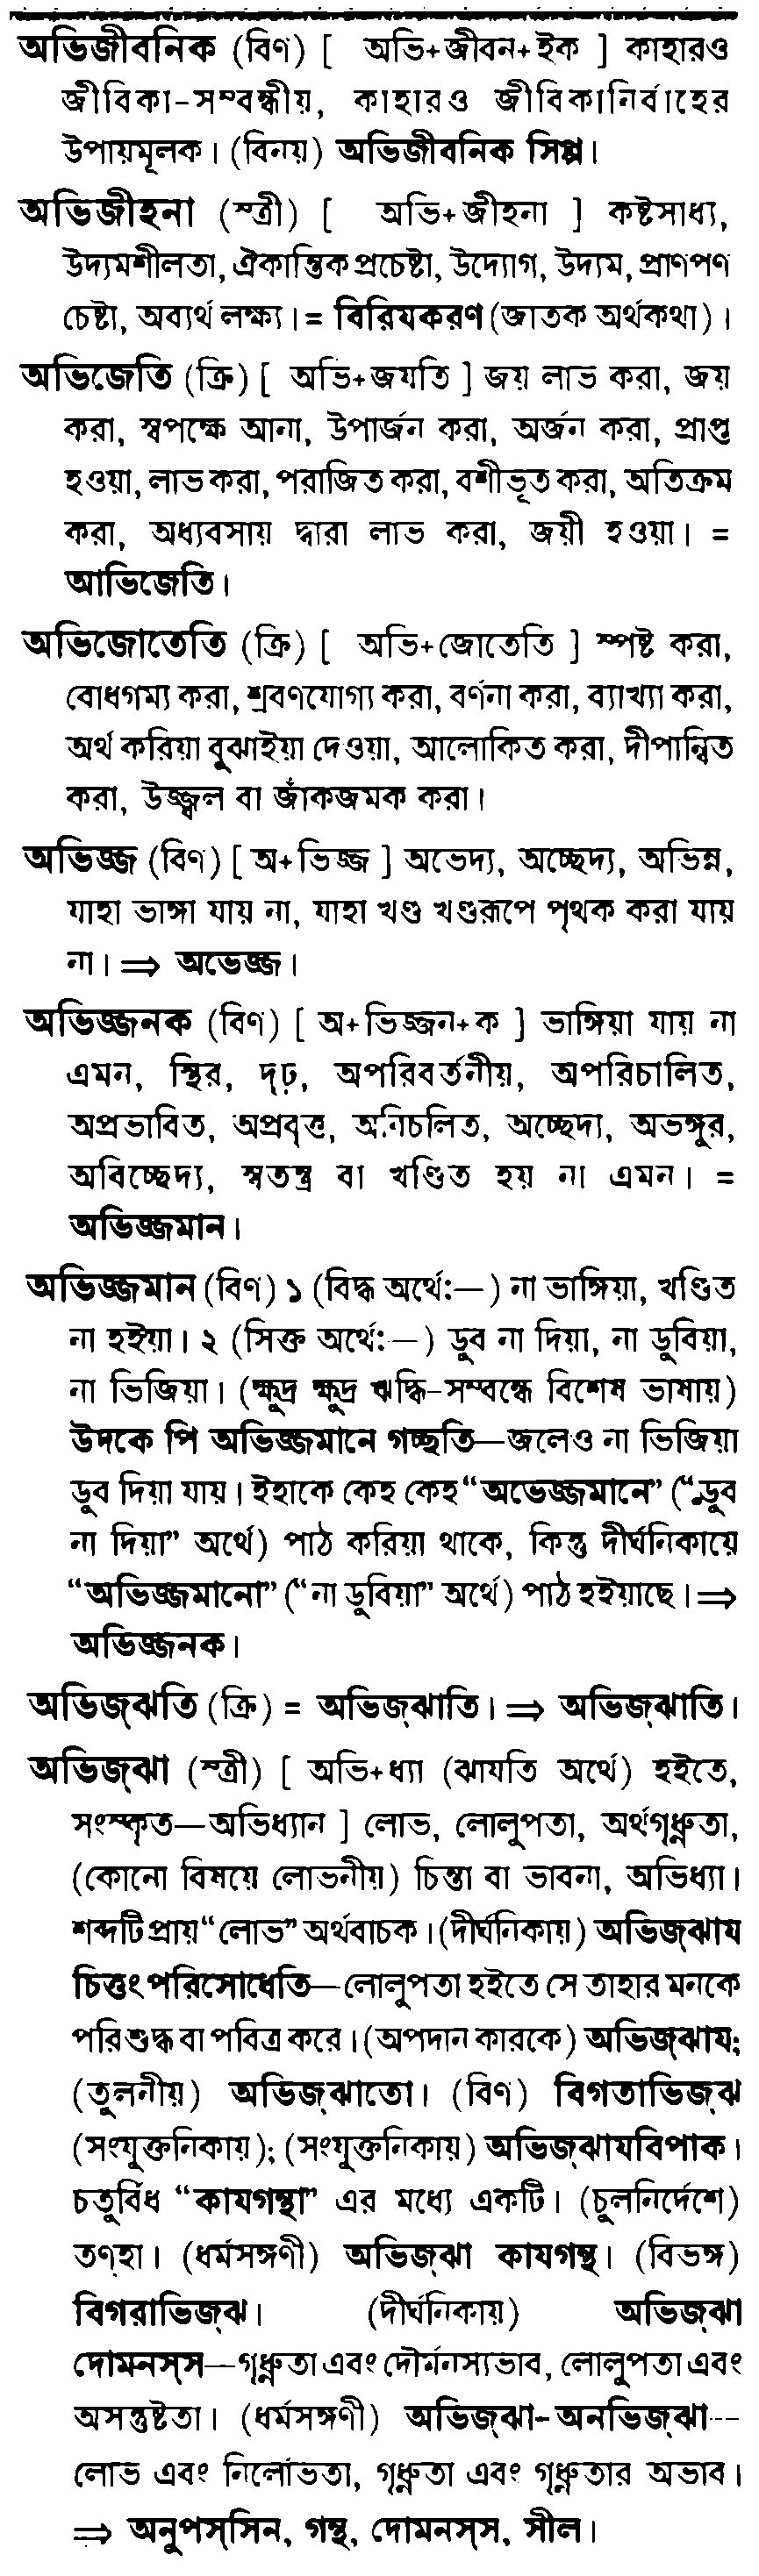 অভিজীবনিক (বিণ) [ অভি+জীবন+ইক ] কাহারও
জীবিকা-সম্বন্ধীয়, কাহারও জীবিকানির্বাহের
উপায়মূলক। (বিনয়) অভিজীবনিক সিপ্প।
অভিজীহনা (স্ত্রী) [ অভি+জীহনা ] কষ্টসাধ্য,
উদ্যমশীলতা, ঐকান্তিক প্রচেষ্টা, উদ্যোগ, উদ্যম, প্রাণপণ
চেষ্টা, অব্যর্থ লক্ষ্য। = বিরিযকরণ (জাতক অর্থকথা)।
অভিজেতি (ক্রি) [ অভি+জযতি ] জয় লাভ করা, জয়
করা, স্বপক্ষে আনা, উপার্জন করা, অর্জন করা, প্রাপ্ত
হওয়া, লাভ করা, পরাজিত করা, বশীভূত করা, অতিক্রম
করা, অধ্যবসায় দ্বারা লাভ করা, জয়ী হওয়া। =
আভিজেতি।
অভিজোতেতি (ক্রি) [ অভি+জোতেতি ] স্পষ্ট করা,
বোধগম্য করা, শ্রবণযোগ্য করা, বর্ণনা করা, ব্যাখ্যা করা,
অর্থ করিয়া বুঝাইয়া দেওয়া, আলোকিত করা, দীপান্বিত
করা, উজ্জ্বল বা জাঁকজমক করা।
অভিজ্জ (বিণ) [ অ+ভিজ্জ ] অভেদ্য, অচ্ছেদ্য, অভিন্ন,
যাহা ভাঙ্গা যায় না, যাহা খণ্ড খণ্ডরূপে পৃথক করা যায়
না। ⇒ অভেজ্জ।
অভিজ্জনক (বিণ) [ অ+ভিজ্জন+ক ] ভাঙ্গিয়া যায় না
এমন, স্থির, দৃঢ়, অপরিবর্তনীয়, অপরিচালিত,
অপ্রভাবিত, অপ্রবৃত্ত, অবিচলিত, অচ্ছেদ্য, অভঙ্গুর,
অবিচ্ছেদ্য, স্বতন্ত্র বা খণ্ডিত হয় না এমন। =
অভিজ্জমান।
অভিজ্জমান (বিণ) ১ (বিদ্ধ অর্থে:—) না ভাঙ্গিয়া, খণ্ডিত
না হইয়া। ২ (সিক্ত অর্থে:—) ডুব না দিয়া, না ডুবিয়া,
না ভিজিয়া। (ক্ষুদ্র ক্ষুদ্র ঋদ্ধি-সম্বন্ধে বিশেষ ভাষায়)
উদকে পি অভিজ্জমানে গচ্ছতি—জলেও না ভিজিয়া
ডুব দিয়া যায়। ইহাকে কেহ কেহ “অভেজ্জমানে” (“ডুব
না দিয়া” অর্থে) পাঠ করিয়া থাকে, কিন্তু দীর্ঘনিকায়ে
“অভিজ্জমানো” (“না ডুবিয়া” অর্থে) পাঠ হইয়াছে। ⇒
অভিজ্জনক।
অভিজ্ঝতি (ক্রি) = অভিজ্ঝাতি। ⇒ অভিজ্ঝাতি।
অভিজ্ঝা (স্ত্রী) [ অভি+ধ্যা (ঝাযতি অর্থে) হইতে,
সংস্কৃত—অভিধ্যান ] লোভ, লোলুপতা, অর্থগৃধ্নুতা,
(কোনো বিষয়ে লোভনীয়) চিন্তা বা ভাবনা, অভিধ্যা।
শব্দটি প্রায় “লোভ” অর্থবাচক। (দীর্ঘনিকায়) অভিজ্ঝায
চিত্তং পরিসোধেতি—লোলুপতা হইতে সে তাহার মনকে
পরিশুদ্ধ বা পবিত্র করে। (অপদান কারকে) অভিজ্ঝায;
(তুলনীয়) অভিজ্ঝাতো। (বিণ) বিগতাভিজ্ঝ
(সংযুক্তনিকায়); (সংযুক্তনিকায়) অভিজ্ঝাযবিপাক।
চতুর্বিধ “কাযগন্থা” এর মধ্যে একটি। (চুলনির্দেশে)
তণ্হা। (ধর্মসঙ্গণী) অভিজ্ঝা কাযগন্থ। (বিভঙ্গ)
বিগরাভিজ্ঝ। (দীর্ঘনিকায়) অভিজ্ঝা
দোমনস্স—গৃধ্নুতা এবং দৌর্মনস্যভাব, লোলুপতা এবং
অসন্তুষ্টতা। (ধর্মসঙ্গণী) অভিজ্ঝা-অনভিজ্ঝা—
লোভ এবং নির্লোভতা, গৃধ্নুতা এবং গৃধ্নুতার অভাব।
⇒ অনুপস্সিন, গন্থ, দোমনস্স, সীল।